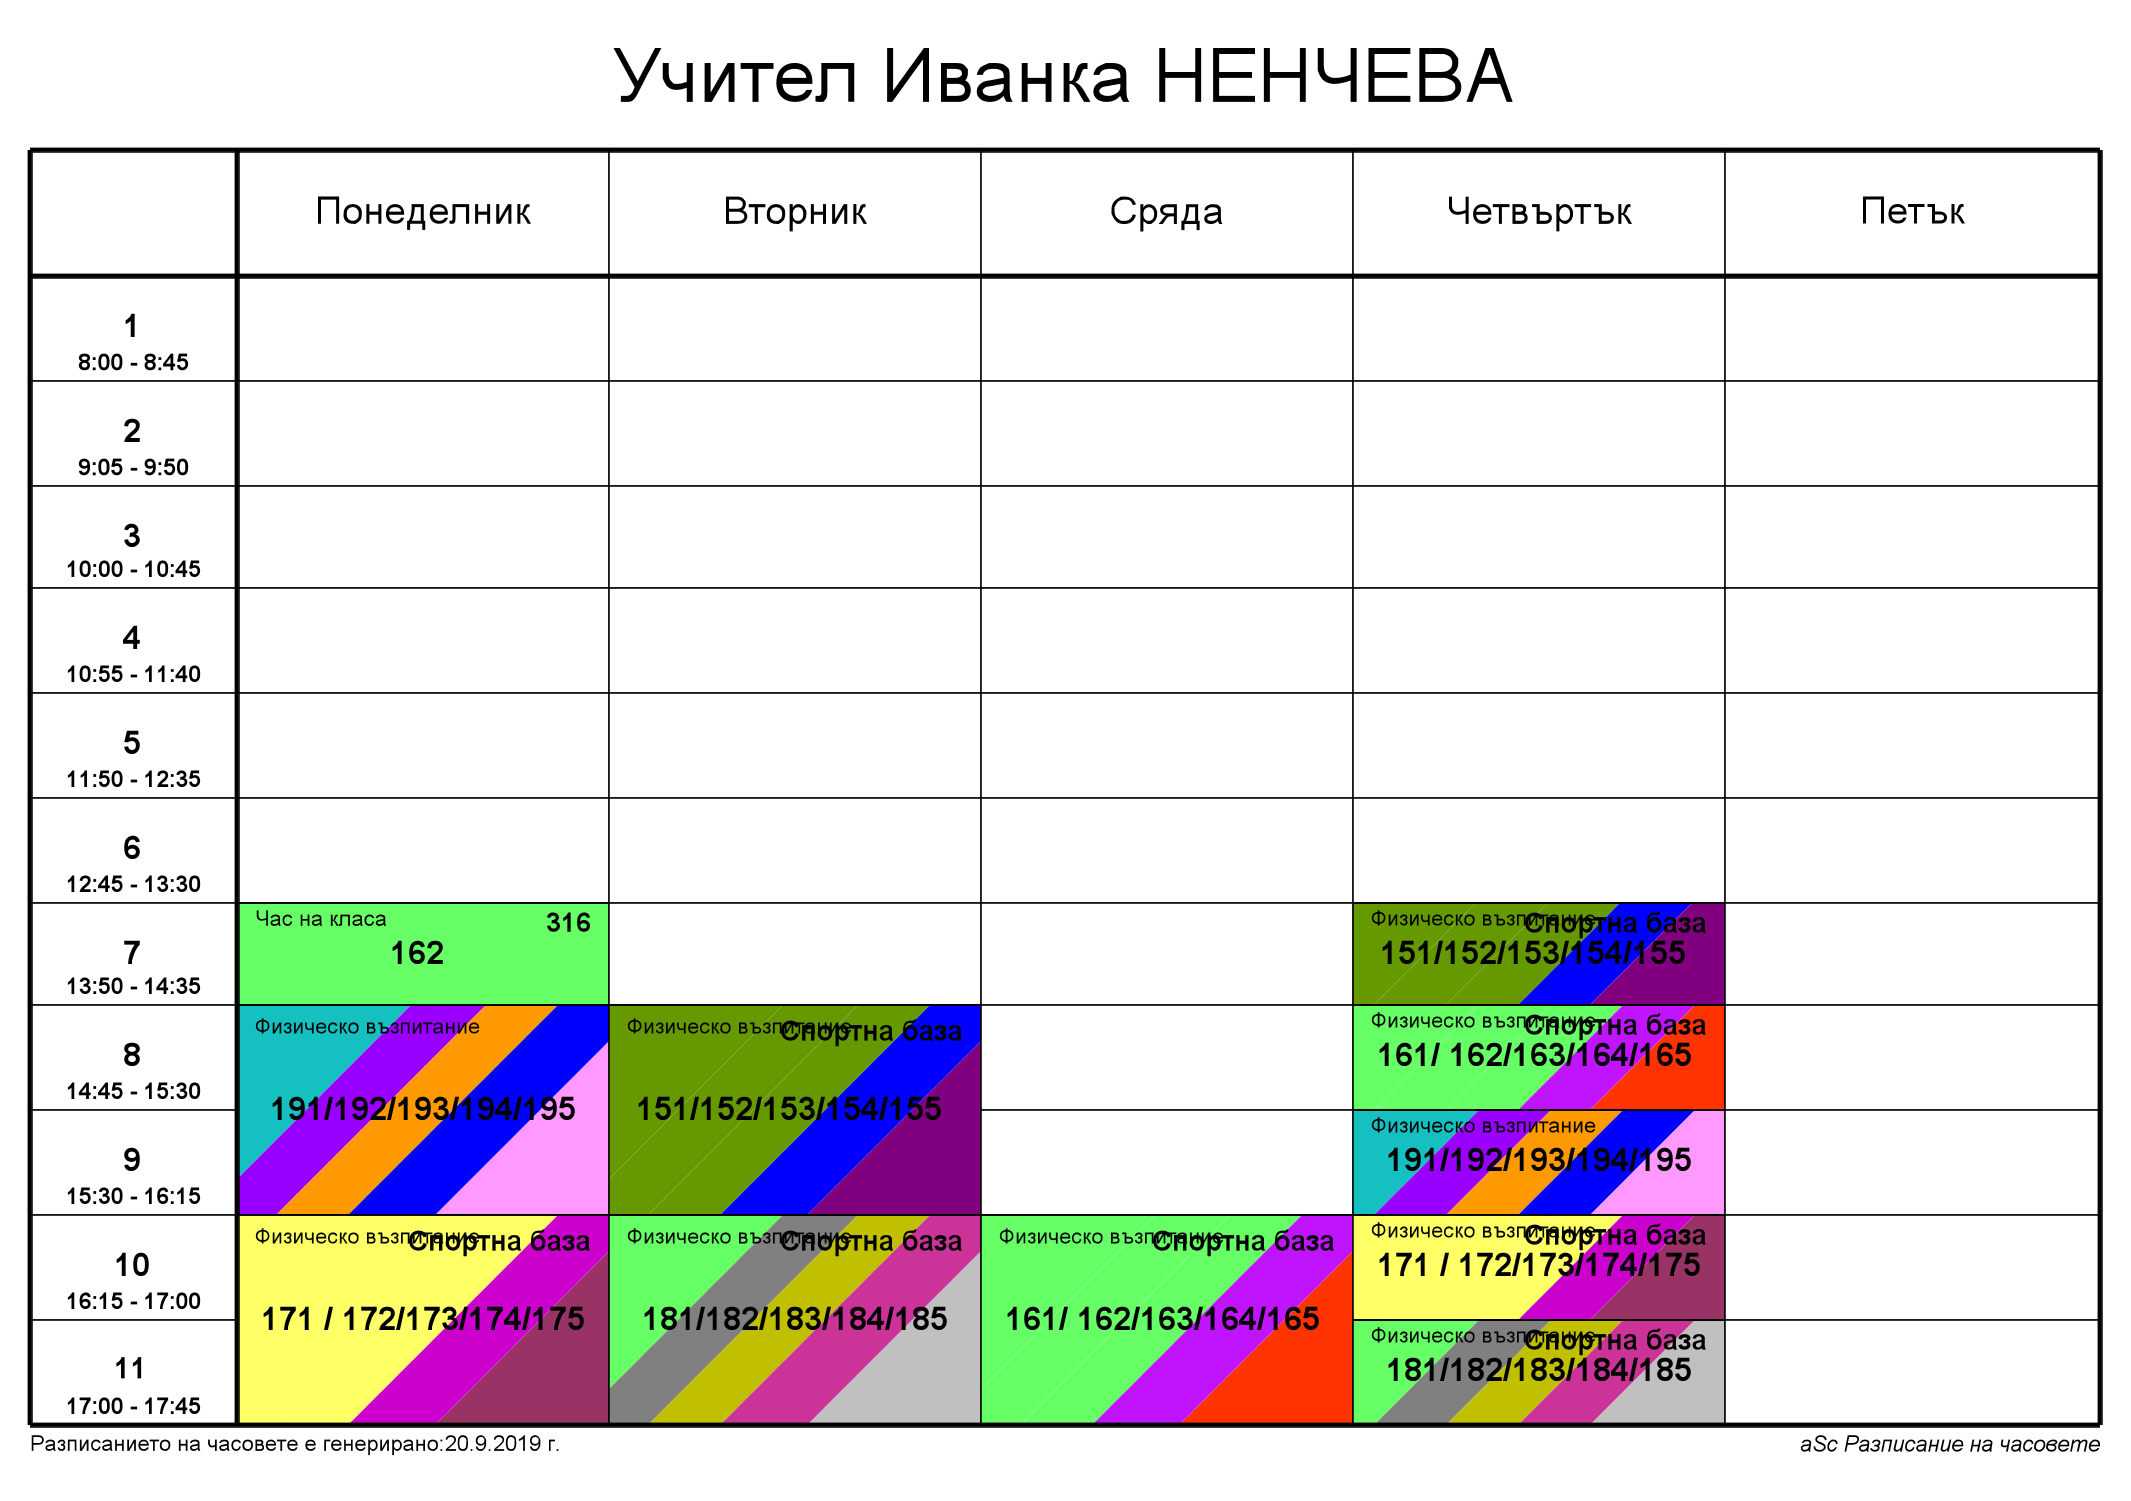 Учител Иванка НЕНЧЕВА
Понеделник Вторник Сряда Четвъртък Петък
1
8:00 - 8:45
2
9:05 - 9:50
3
10:00 - 10:45
4
10:55 - 11:40
5
11:50 - 12:35
6
12:45 - 13:30
7
13:50 - 14:35
Час на класа 316
162
Физическо възпитание Спортна база
151/152/153/154/155
8
14:45 - 15:30
Физическо възпитание
191/192/193/194/195
Физическо възпитание Спортна база
151/152/153/154/155
Физическо възпитание Спортна база
161/ 162/163/164/165
9
15:30 - 16:15
Физическо възпитание
191/192/193/194/195
10
16:15 - 17:00
Физическо възпитание Спортна база
171 / 172/173/174/175
Физическо възпитание Спортна база
181/182/183/184/185
Физическо възпитание Спортна база
161/ 162/163/164/165
Физическо възпитание Спортна база
171 / 172/173/174/175
11
17:00 - 17:45
Физическо възпитание Спортна база
181/182/183/184/185
Разписанието на часовете е генерирано:20.9.2019 г.
aSc Разписание на часовете